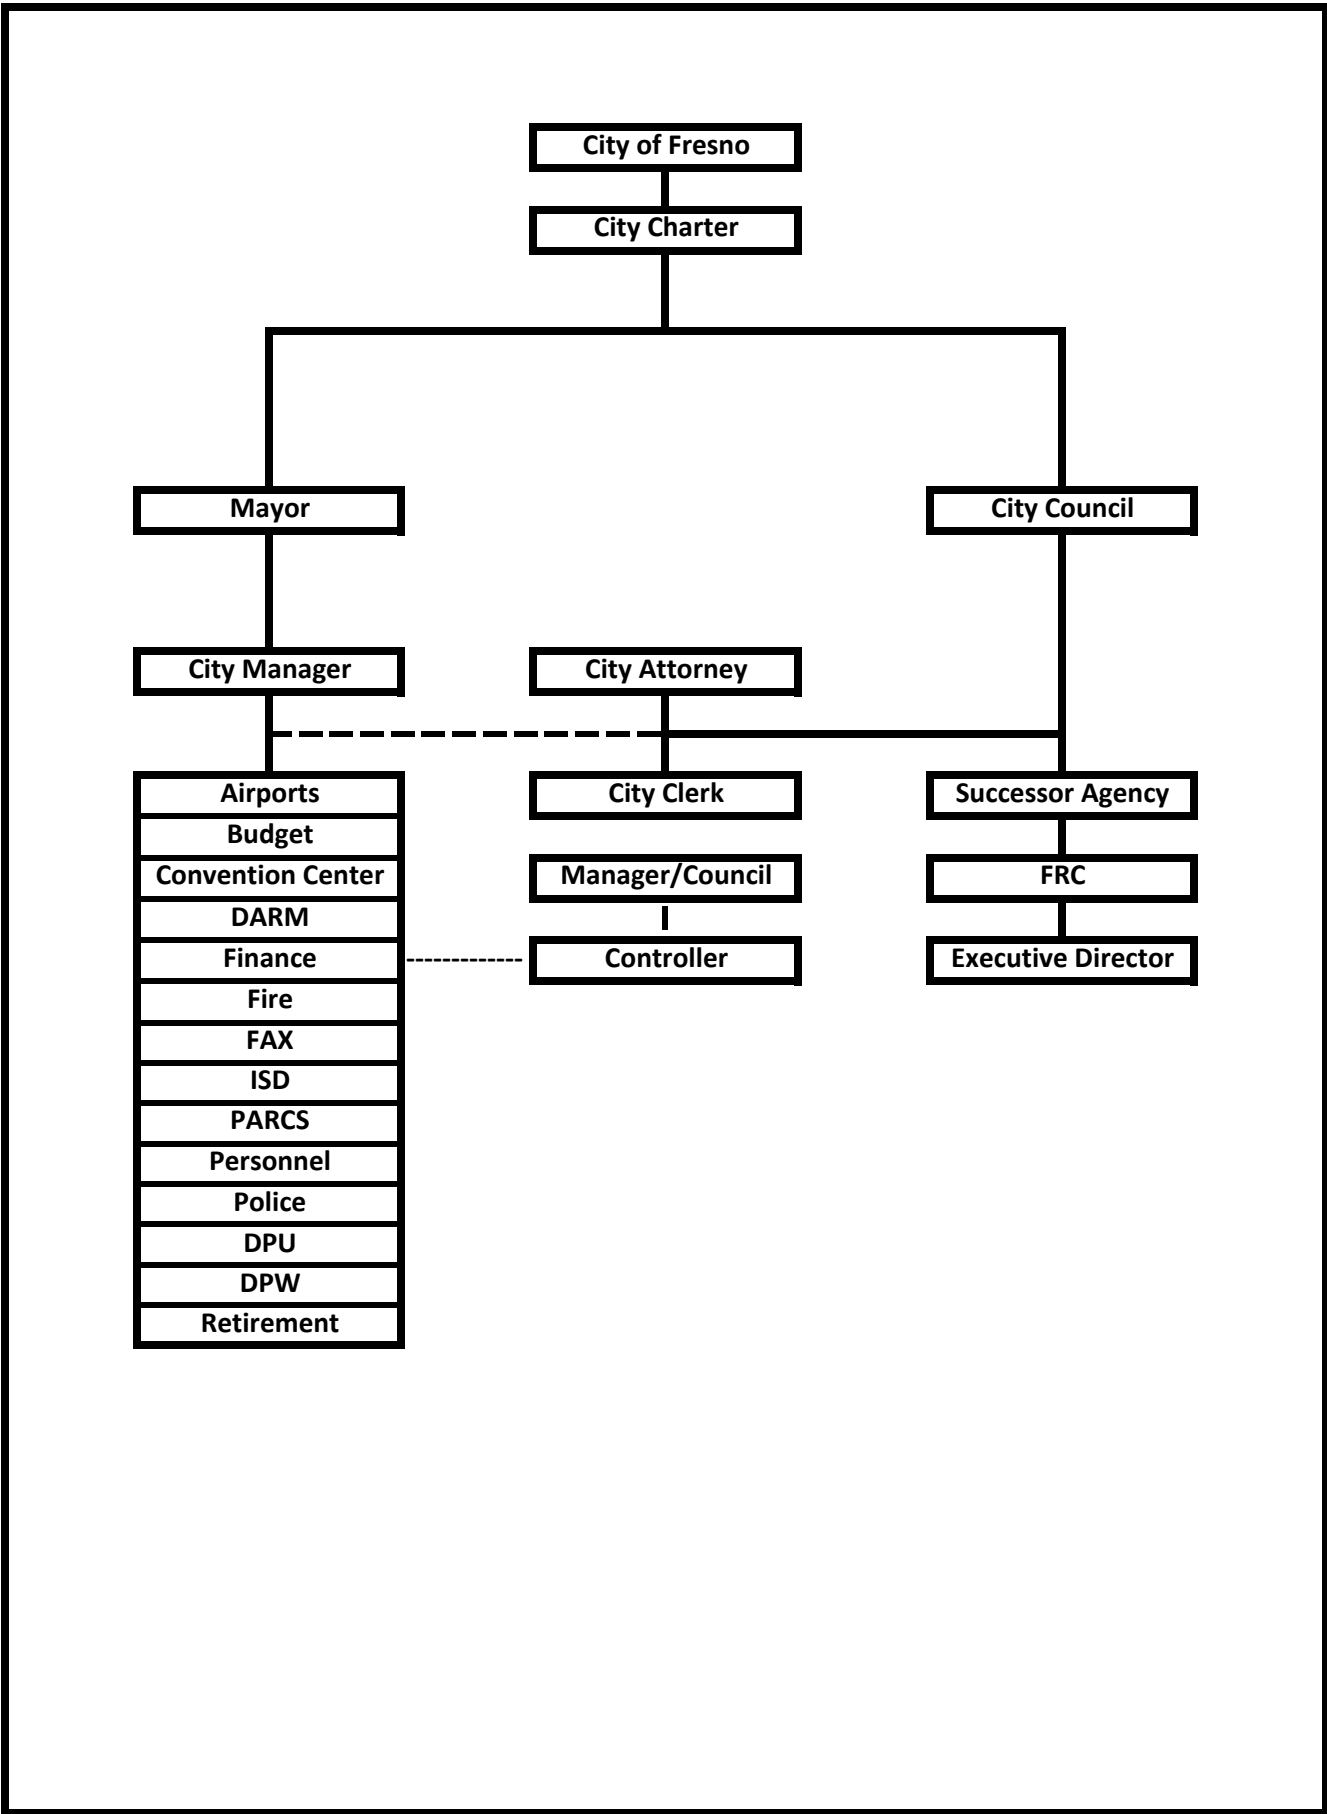 City of Fresno
City Charter
Mayor
City Council
City Manager
City Attorney
Airports
City Clerk
Successor Agency
Budget
Convention Center
Manager/Council
FRC
DARM
Finance
Controller
Executive Director
Fire
FAX
ISD
PARCS
Personnel
Police
DPU
DPW
Retirement